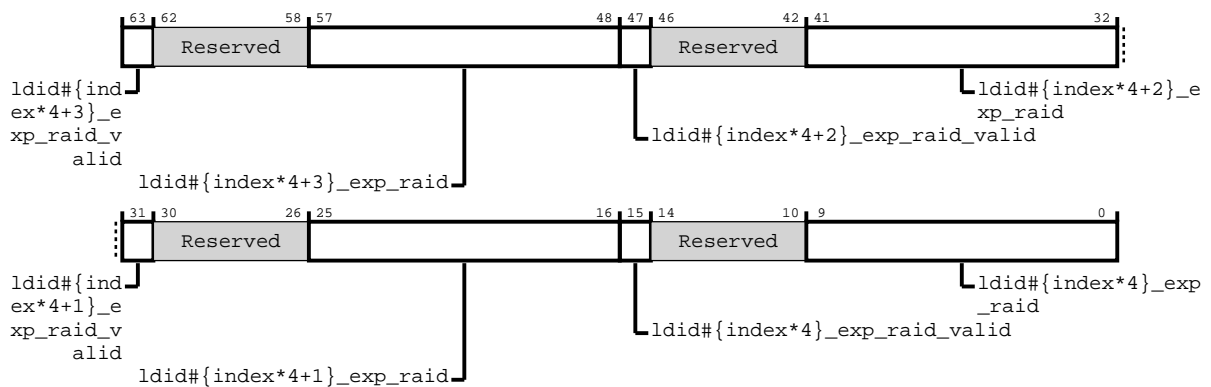 63 62 58 57 48 47 46 42 41 32
Reserved Reserved
ldid#{ind
ex*4+3}_e
xp_raid_v
alid
ldid#{index*4+2}_e
xp_raid
ldid#{index*4+2}_exp_raid_valid
ldid#{index*4+3}_exp_raid
31 30 26 25 16 15 14 10 9 0
Reserved Reserved
ldid#{ind
ex*4+1}_e
xp_raid_v
alid
ldid#{index*4}_exp
_raid
ldid#{index*4}_exp_raid_valid
ldid#{index*4+1}_exp_raid